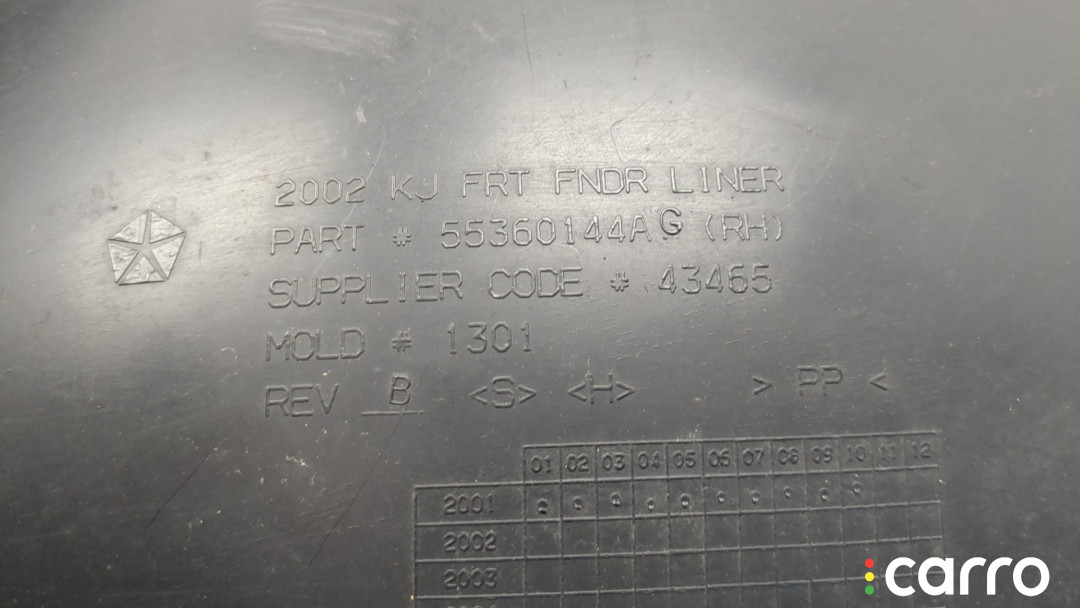 2002 KJ FRT FNDR LINER
PART # 55360144AG (RH)
SUPPLIER CODE # 43465
MOLD # 1301
REV B <S> <H> > PP <
01 02 03 04 05 06 07 08 09 10 11 12
2001
2002
2003
carro